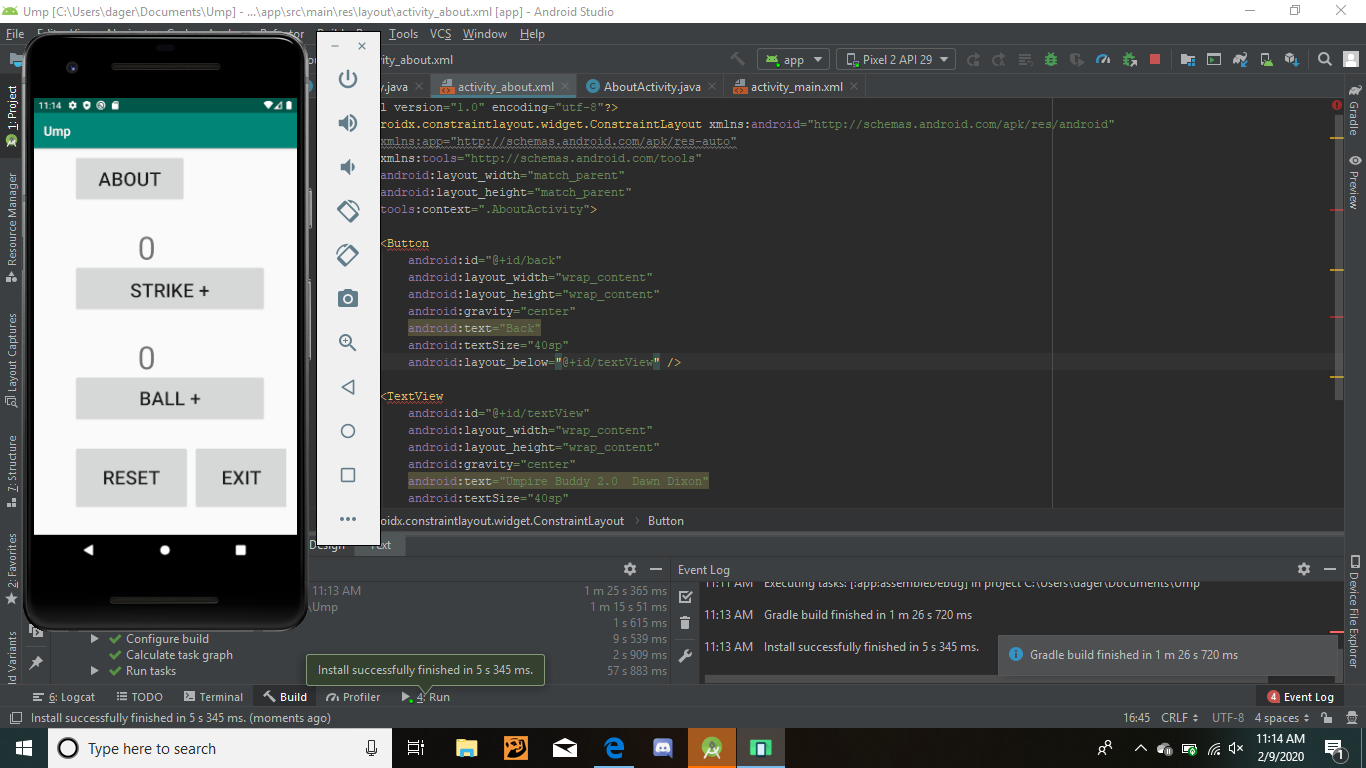 Ump [C:\Users\dager\Documents\Ump] - ...\app\src\main\res\layout\activity_about.xml [app] - Android Studio
File
Tools VCS Window Help
ity_about.xml
app
Pixel 2 API 29
y.java
activity_about.xml
AboutActivity.java
activity_main.xml
1: Project
Resource Manager
Layout Captures
7: Structure
2: Favorites
ld Variants
Gradle
Preview
Device File Explorer
11:14
Ump
ABOUT
0
STRIKE +
0
BALL +
RESET
EXIT
l version="1.0" encoding="utf-8"?>
roidx.constraintlayout.widget.ConstraintLayout xmlns:android="http://schemas.android.com/apk/res/android"
xmlns:app="http://schemas.android.com/apk/res-auto"
xmlns:tools="http://schemas.android.com/tools"
android:layout_width="match_parent"
android:layout_height="match_parent"
tools:context=".AboutActivity">
<Button
android:id="@+id/back"
android:layout_width="wrap_content"
android:layout_height="wrap_content"
android:gravity="center"
android:text="Back"
android:textSize="40sp"
android:layout_below="@+id/textView" />
<TextView
android:id="@+id/textView"
android:layout_width="wrap_content"
android:layout_height="wrap_content"
android:gravity="center"
android:text="Umpire Buddy 2.0  Dawn Dixon"
android:textSize="40sp"
oidx.constraintlayout.widget.ConstraintLayout › Button
Design Text
11:13 AM
\Ump
Configure build
Calculate task graph
Run tasks
1 m 25 s 365 ms
1 m 15 s 51 ms
1 s 615 ms
9 s 539 ms
2 s 909 ms
57 s 883 ms
Event Log
11:11 AM Executing tasks: [:app:assembleDebug] in project C:\Users\dager\Documents\Ump
11:13 AM Gradle build finished in 1 m 26 s 720 ms
11:13 AM Install successfully finished in 5 s 345 ms.
Gradle build finished in 1 m 26 s 720 ms
Install successfully finished in 5 s 345 ms.
6: Logcat
TODO
Terminal
Build
Profiler
4: Run
4 Event Log
Install successfully finished in 5 s 345 ms. (moments ago)
16:45 CRLF UTF-8 4 spaces
Type here to search
11:14 AM
2/9/2020
1